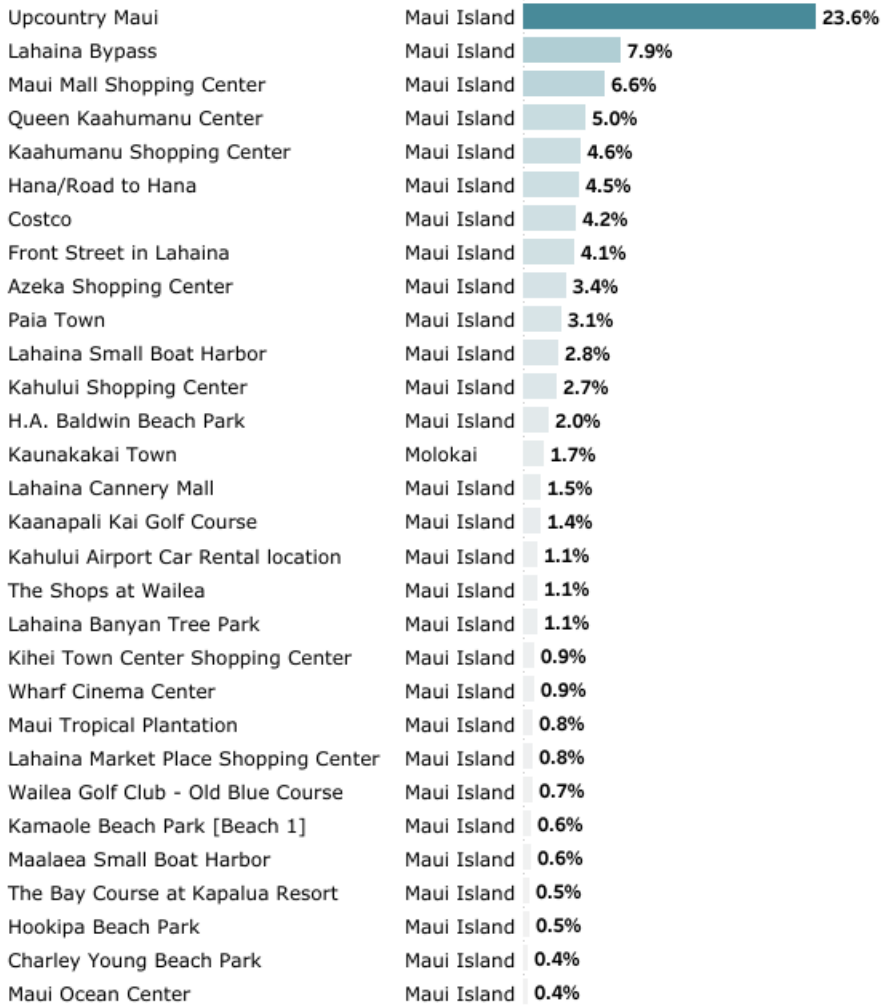 Upcountry Maui Maui Island 23.6%
Lahaina Bypass Maui Island 7.9%
Maui Mall Shopping Center Maui Island 6.6%
Queen Kaahumanu Center Maui Island 5.0%
Kaahumanu Shopping Center Maui Island 4.6%
Hana/Road to Hana Maui Island 4.5%
Costco Maui Island 4.2%
Front Street in Lahaina Maui Island 4.1%
Azeka Shopping Center Maui Island 3.4%
Paia Town Maui Island 3.1%
Lahaina Small Boat Harbor Maui Island 2.8%
Kahului Shopping Center Maui Island 2.7%
H.A. Baldwin Beach Park Maui Island 2.0%
Kaunakakai Town Molokai 1.7%
Lahaina Cannery Mall Maui Island 1.5%
Kaanapali Kai Golf Course Maui Island 1.4%
Kahului Airport Car Rental location Maui Island 1.1%
The Shops at Wailea Maui Island 1.1%
Lahaina Banyan Tree Park Maui Island 1.1%
Kihei Town Center Shopping Center Maui Island 0.9%
Wharf Cinema Center Maui Island 0.9%
Maui Tropical Plantation Maui Island 0.8%
Lahaina Market Place Shopping Center Maui Island 0.8%
Wailea Golf Club - Old Blue Course Maui Island 0.7%
Kamaole Beach Park [Beach 1] Maui Island 0.6%
Maalaea Small Boat Harbor Maui Island 0.6%
The Bay Course at Kapalua Resort Maui Island 0.5%
Hookipa Beach Park Maui Island 0.5%
Charley Young Beach Park Maui Island 0.4%
Maui Ocean Center Maui Island 0.4%